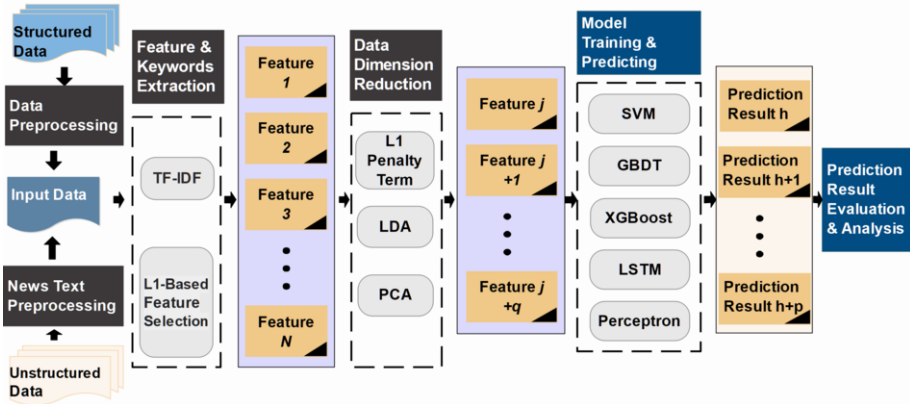 Structured
Data
Data
Preprocessing
Input Data
News Text
Preprocessing
Unstructured
Data
Feature &
Keywords
Extraction
TF-IDF
L1-Based
Feature
Selection
Feature
1
Feature
2
Feature
3
Feature
N
Data
Dimension
Reduction
L1
Penalty
Term
LDA
PCA
Feature j
Feature j
+1
Feature j
+q
Model
Training &
Predicting
SVM
GBDT
XGBoost
LSTM
Perceptron
Prediction
Result h
Prediction
Result h+1
Prediction
Result h+p
Prediction
Result
Evaluation
& Analysis